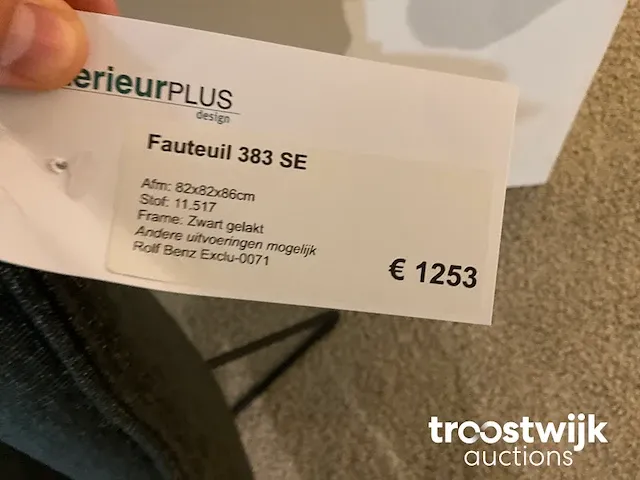 erieurPLUS
design
Fauteuil 383 SE
Afm: 82x82x86cm
Stof: 11.517
Frame: Zwart gelakt
Andere uitvoeringen mogelijk
Rolf Benz Exclu-0071
€ 1253
troostwijk
auctions